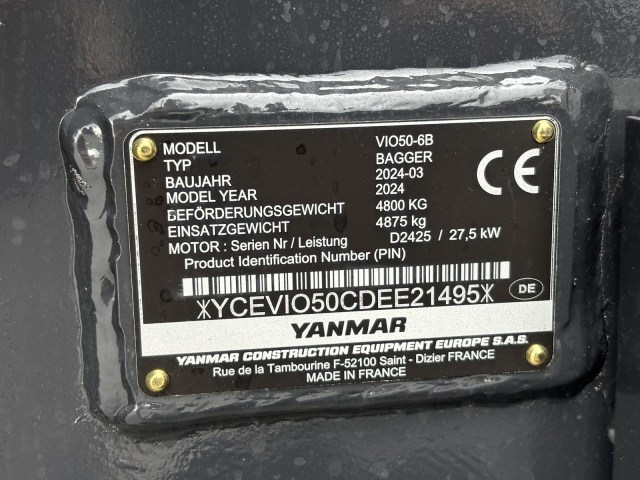 MODELL VIO50-6B
TYP BAGGER
BAUJAHR 2024-03
MODEL YEAR 2024
BEFÖRDERUNGSGEWICHT 4800 KG
EINSATZGEWICHT 4875 kg
MOTOR : Serien Nr / Leistung D2425 / 27,5 kW
Product Identification Number (PIN)
*YCEVIO50CDEE21495*
DE
CE
YANMAR
YANMAR CONSTRUCTION EQUIPMENT EUROPE S.A.S.
Rue de la Tambourine F-52100 Saint - Dizier FRANCE
MADE IN FRANCE